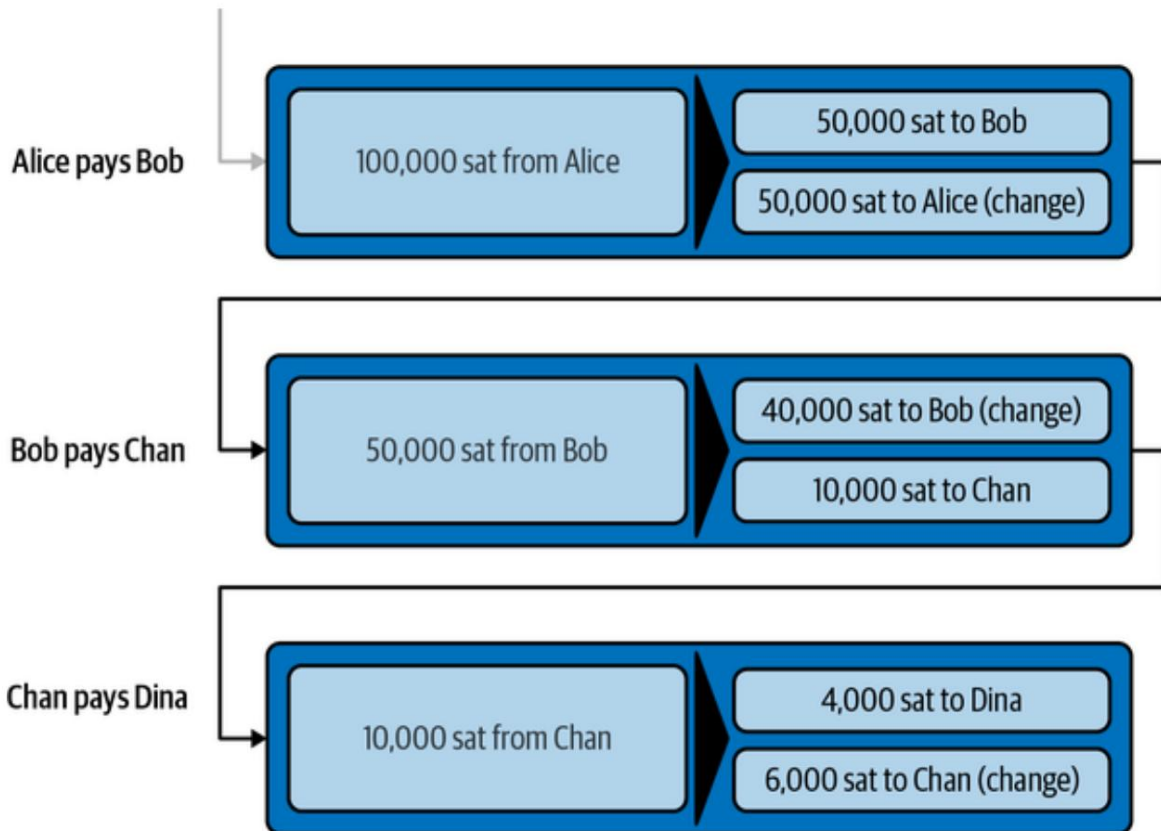 Alice pays Bob
100,000 sat from Alice
50,000 sat to Bob
50,000 sat to Alice (change)
Bob pays Chan
50,000 sat from Bob
40,000 sat to Bob (change)
10,000 sat to Chan
Chan pays Dina
10,000 sat from Chan
4,000 sat to Dina
6,000 sat to Chan (change)